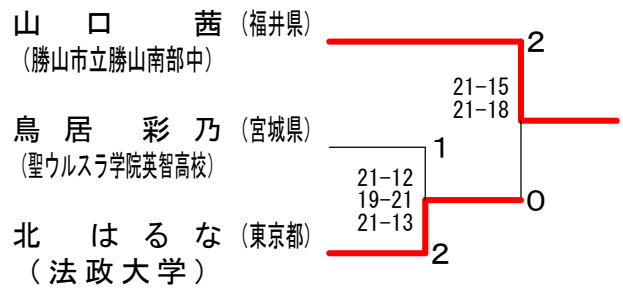 山口 茜 (福井県)
(勝山市立勝山南部中)
2
21-15
21-18
鳥居 彩乃 (宮城県)
(聖ウルスラ学院英智高校)
1
21-12
19-21
21-13
0
北 はるな (東京都)
(法政大学)
2